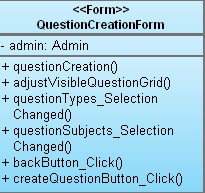 <<Form>>
QuestionCreationForm
- admin: Admin
+ questionCreation()
+ adjustVisibleQuestionGrid()
+ questionTypes_Selection
Changed()
+ questionSubjects_Selection
Changed()
+ backButton_Click()
+ createQuestionButton_Click()